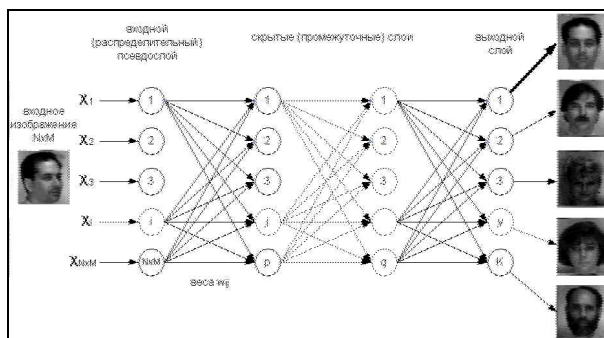 входной
{распределительный}
псевдослой
скрытые {промежуточные} слои
выходной
слой
входное
изображение
NxM
X1
X2
X3
Xi
XNxM
1
2
3
i
NxM
1
2
3
j
p
1
2
3
q
1
2
3
y
K
веса wij